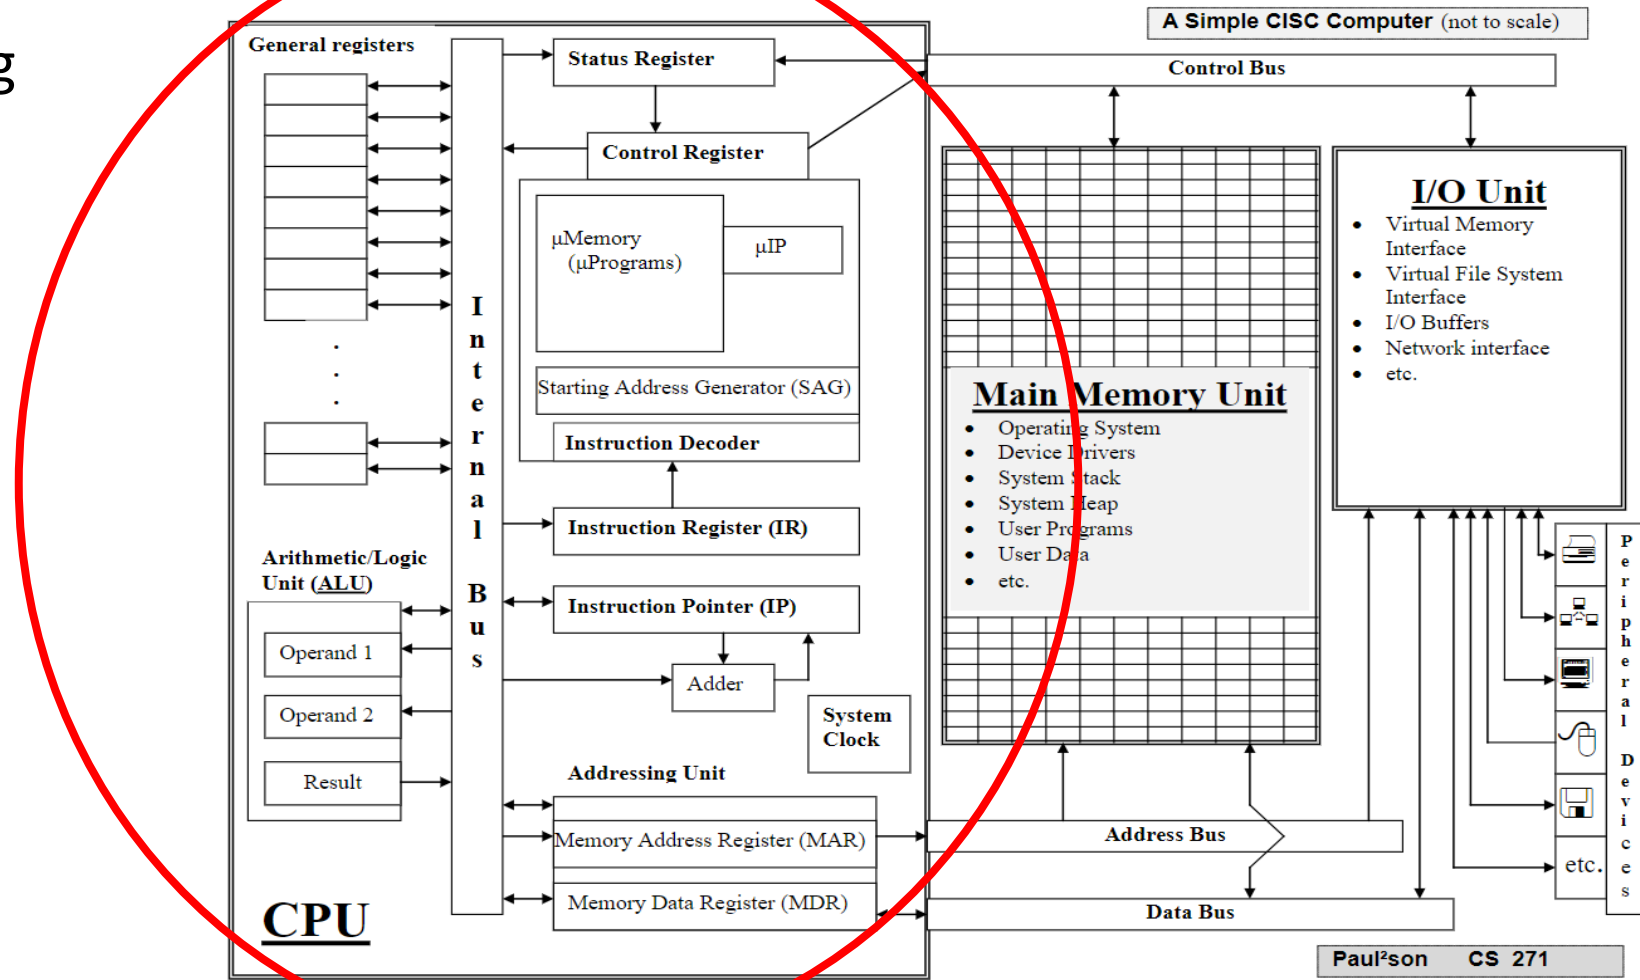 g
A Simple CISC Computer (not to scale)
General registers
Status Register
Control Bus
Control Register
μMemory
(μPrograms)
μIP
Starting Address Generator (SAG)
Instruction Decoder
Instruction Register (IR)
Instruction Pointer (IP)
Adder
System
Clock
Internal Bus
Arithmetic/Logic
Unit (ALU)
Operand 1
Operand 2
Result
Addressing Unit
Memory Address Register (MAR)
Memory Data Register (MDR)
CPU
Main Memory Unit
• Operating System
• Device Drivers
• System Stack
• System Heap
• User Programs
• User Data
• etc.
I/O Unit
• Virtual Memory
Interface
• Virtual File System
Interface
• I/O Buffers
• Network interface
• etc.
Peripheral Devices
etc.
Address Bus
Data Bus
Paul²son CS 271